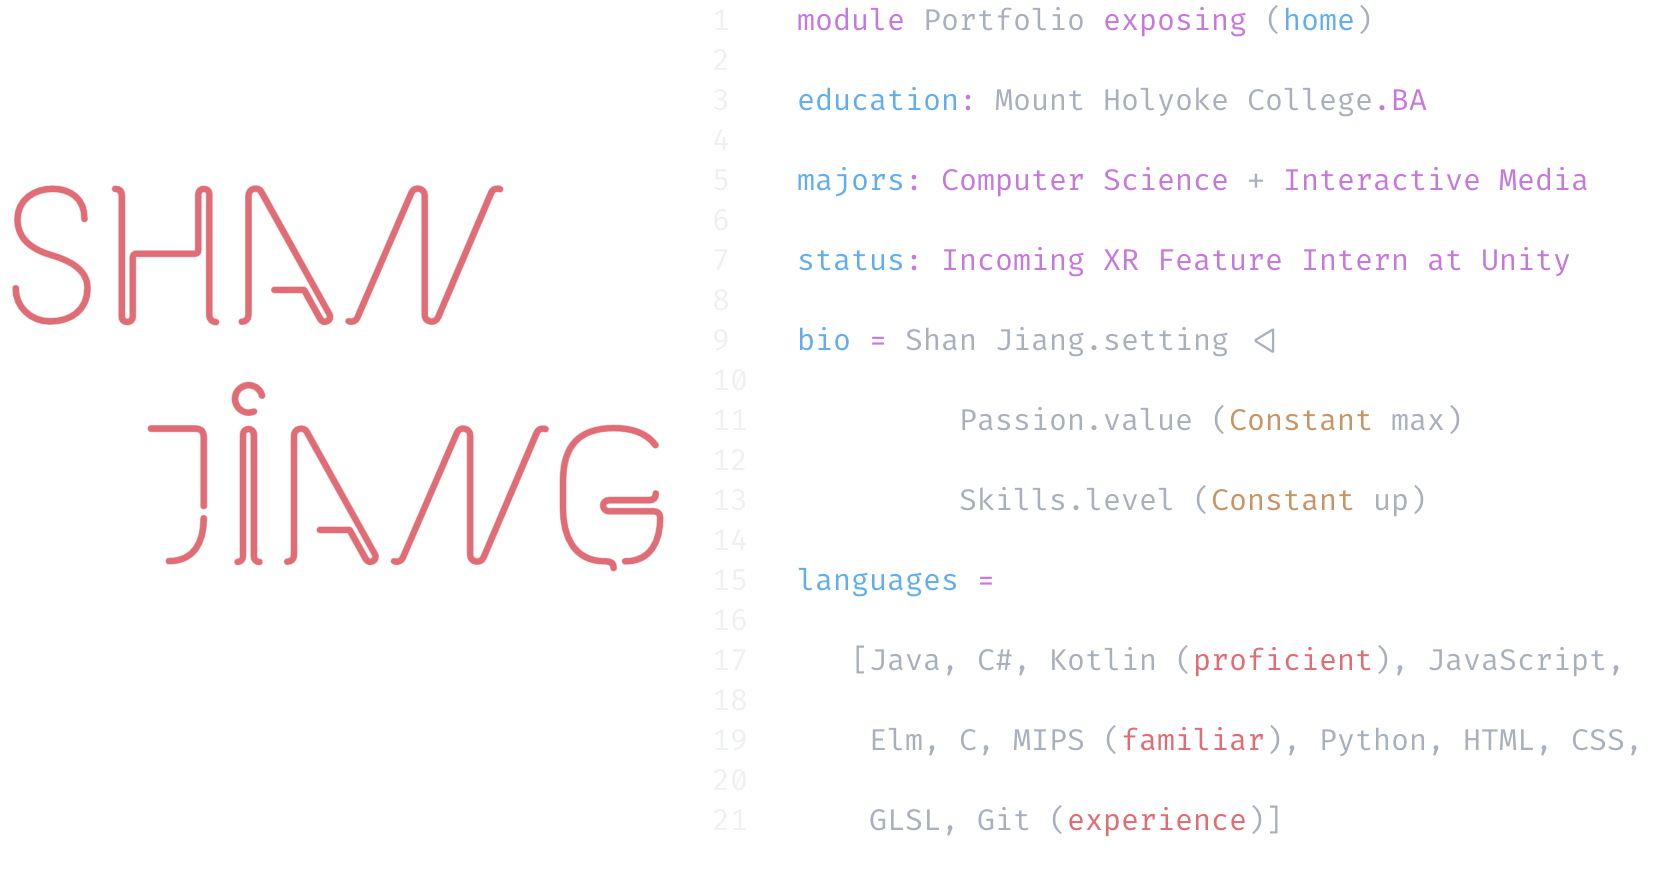 SHAN
JiANG
1 module Portfolio exposing (home)
2
3 education: Mount Holyoke College.BA
4
5 majors: Computer Science + Interactive Media
6
7 status: Incoming XR Feature Intern at Unity
8
9 bio = Shan Jiang.setting ◁
10
11 Passion.value (Constant max)
12
13 Skills.level (Constant up)
14
15 languages =
16
17 [Java, C#, Kotlin (proficient), JavaScript,
18
19 Elm, C, MIPS (familiar), Python, HTML, CSS,
20
21 GLSL, Git (experience)]